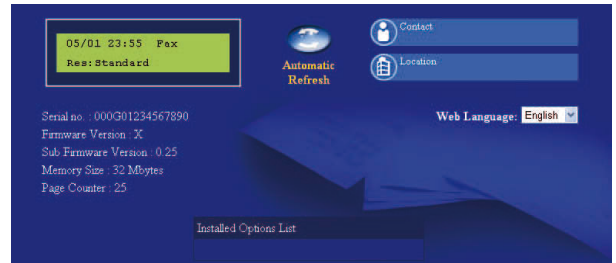 05/01 23:55 Fax
Res:Standard
Automatic
Refresh
Contact
Location
Web Language: English
Serial no. : 000G01234567890
Firmware Version : X
Sub Firmware Version : 0.25
Memory Size : 32 Mbytes
Page Counter : 25
Installed Options List